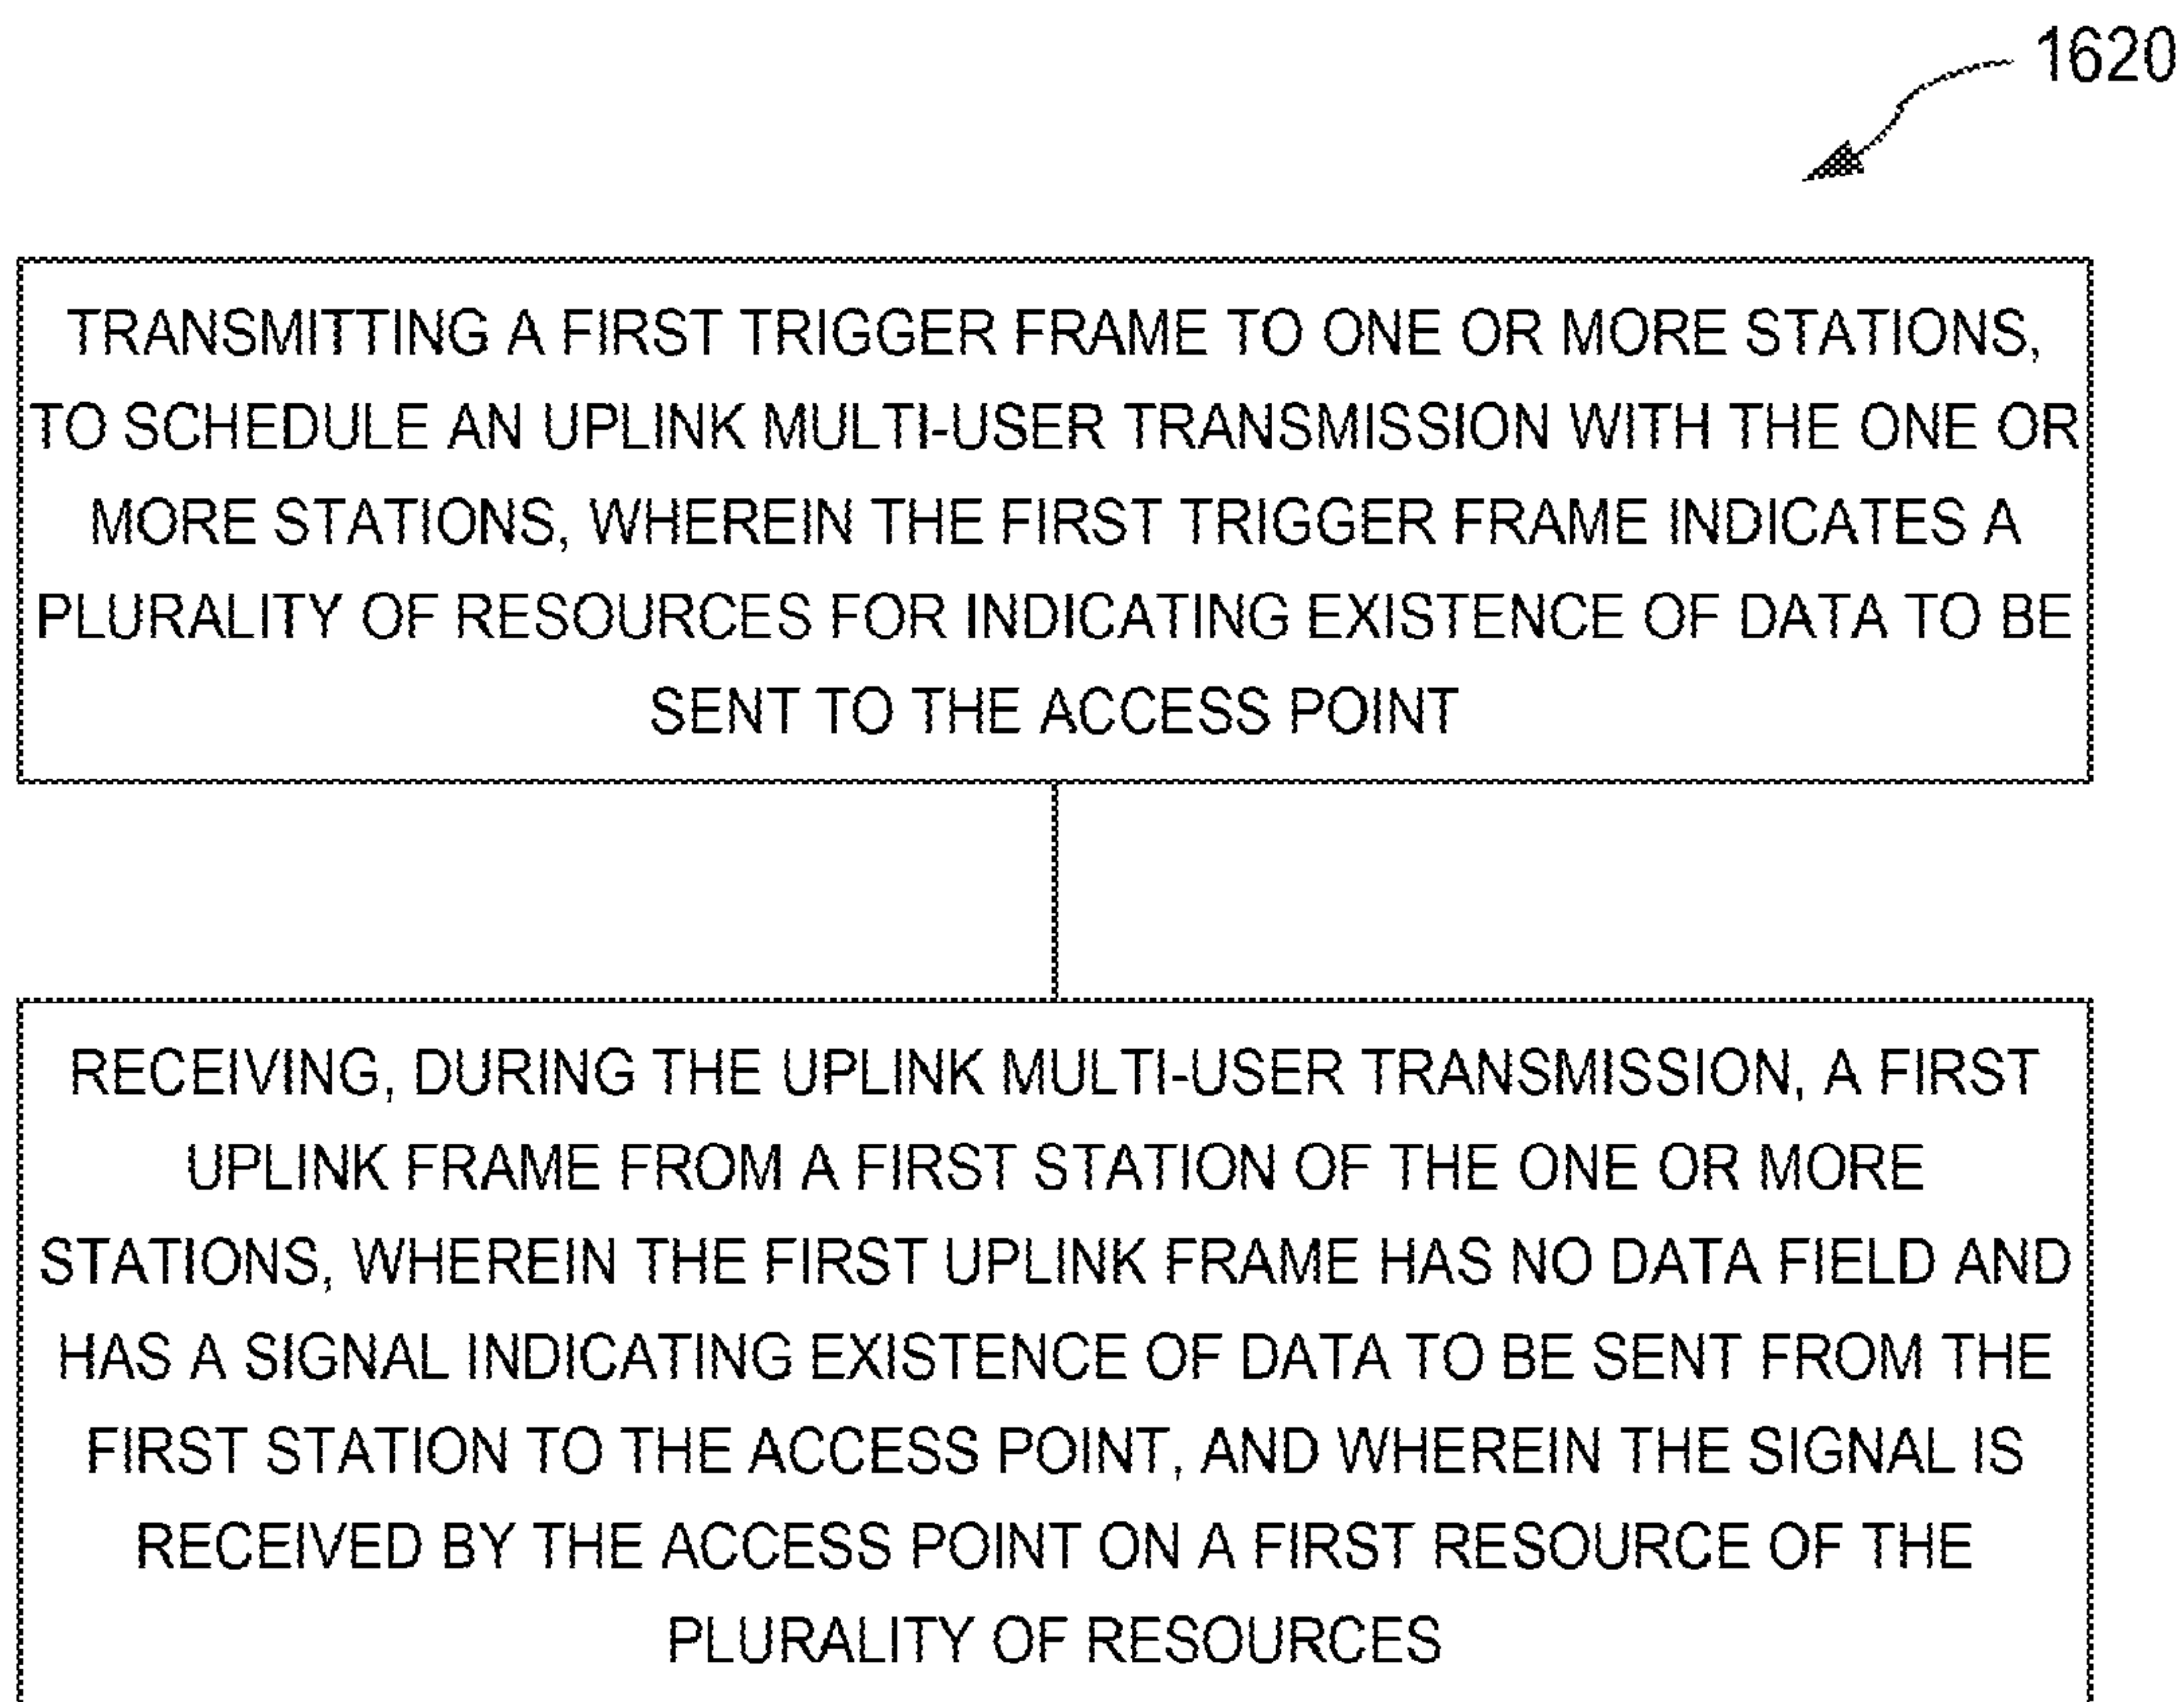 1620
TRANSMITTING A FIRST TRIGGER FRAME TO ONE OR MORE STATIONS,
TO SCHEDULE AN UPLINK MULTI-USER TRANSMISSION WITH THE ONE OR
MORE STATIONS, WHEREIN THE FIRST TRIGGER FRAME INDICATES A
PLURALITY OF RESOURCES FOR INDICATING EXISTENCE OF DATA TO BE
SENT TO THE ACCESS POINT
RECEIVING, DURING THE UPLINK MULTI-USER TRANSMISSION, A FIRST
UPLINK FRAME FROM A FIRST STATION OF THE ONE OR MORE
STATIONS, WHEREIN THE FIRST UPLINK FRAME HAS NO DATA FIELD AND
HAS A SIGNAL INDICATING EXISTENCE OF DATA TO BE SENT FROM THE
FIRST STATION TO THE ACCESS POINT, AND WHEREIN THE SIGNAL IS
RECEIVED BY THE ACCESS POINT ON A FIRST RESOURCE OF THE
PLURALITY OF RESOURCES